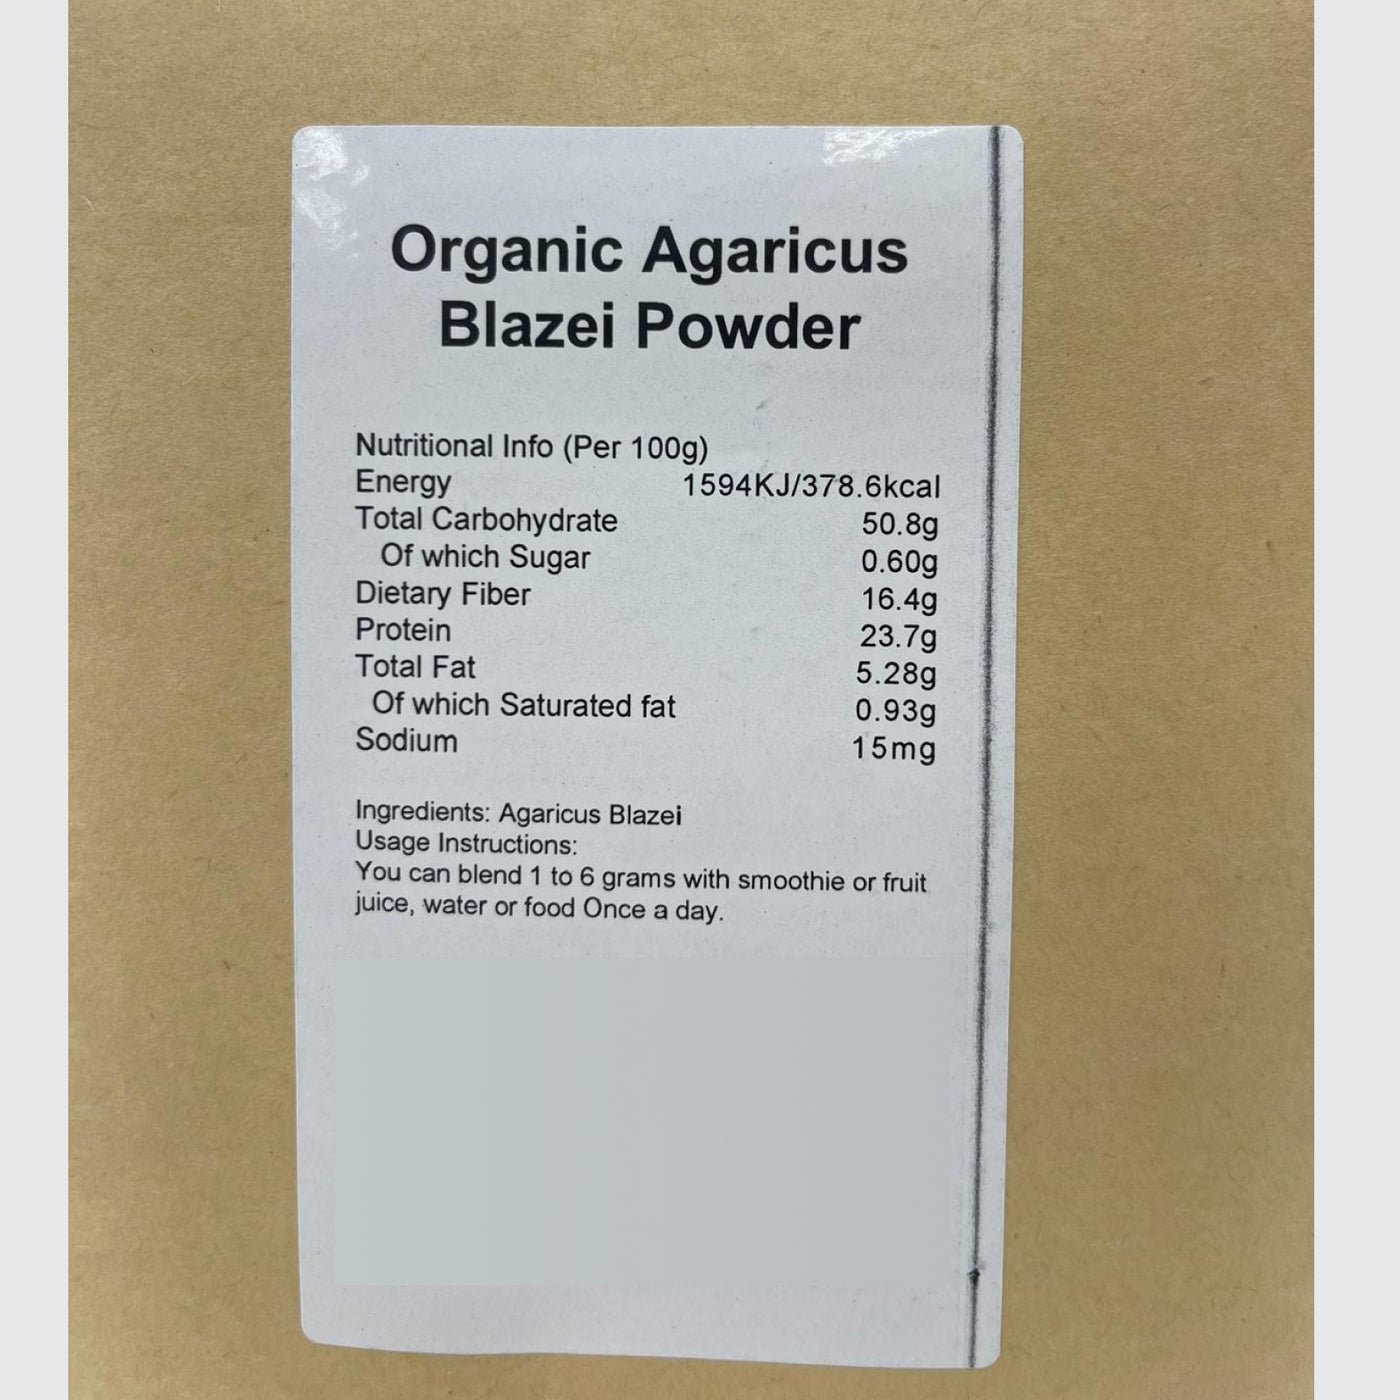 Organic Agaricus
Blazei Powder
Nutritional Info (Per 100g)
Energy 1594KJ/378.6kcal
Total Carbohydrate 50.8g
Of which Sugar 0.60g
Dietary Fiber 16.4g
Protein 23.7g
Total Fat 5.28g
Of which Saturated fat 0.93g
Sodium 15mg
Ingredients: Agaricus Blazei
Usage Instructions:
You can blend 1 to 6 grams with smoothie or fruit
juice, water or food Once a day.